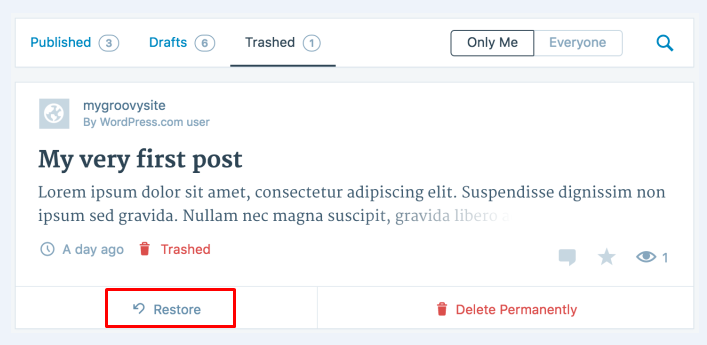 Published 3 Drafts 6 Trashed 1 Only Me Everyone
mygroovysite
By WordPress.com user
My very first post
Lorem ipsum dolor sit amet, consectetur adipiscing elit. Suspendisse dignissim non
ipsum sed gravida. Nullam nec magna suscipit, gravida libero a
A day ago Trashed
1
Restore Delete Permanently